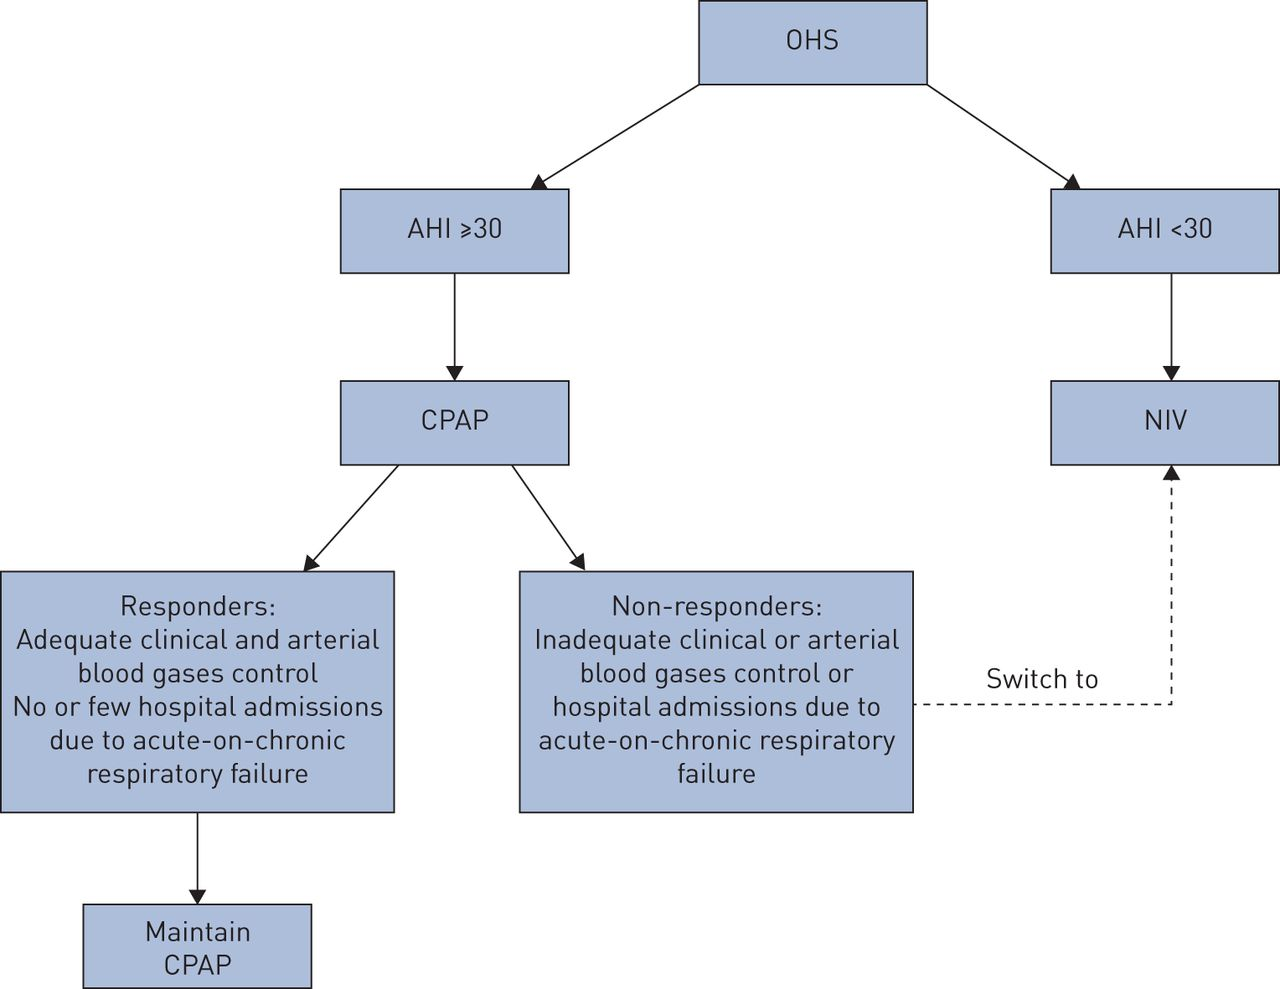 OHS
AHI ⩾30
AHI <30
CPAP
NIV
Responders:
Adequate clinical and arterial
blood gases control
No or few hospital admissions
due to acute-on-chronic
respiratory failure
Non-responders:
Inadequate clinical or arterial
blood gases control or
hospital admissions due to
acute-on-chronic respiratory
failure
Switch to
Maintain
CPAP